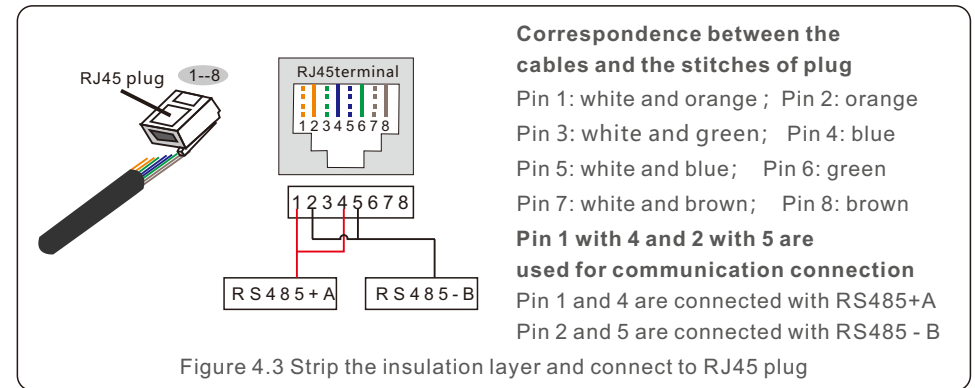 RJ45 plug
1--8
RJ45terminal
12345678
12345678
RS485+A
RS485-B
Correspondence between the
cables and the stitches of plug
Pin 1: white and orange ; Pin 2: orange
Pin 3: white and green; Pin 4: blue
Pin 5: white and blue; Pin 6: green
Pin 7: white and brown; Pin 8: brown
Pin 1 with 4 and 2 with 5 are
used for communication connection
Pin 1 and 4 are connected with RS485+A
Pin 2 and 5 are connected with RS485 - B
Figure 4.3 Strip the insulation layer and connect to RJ45 plug